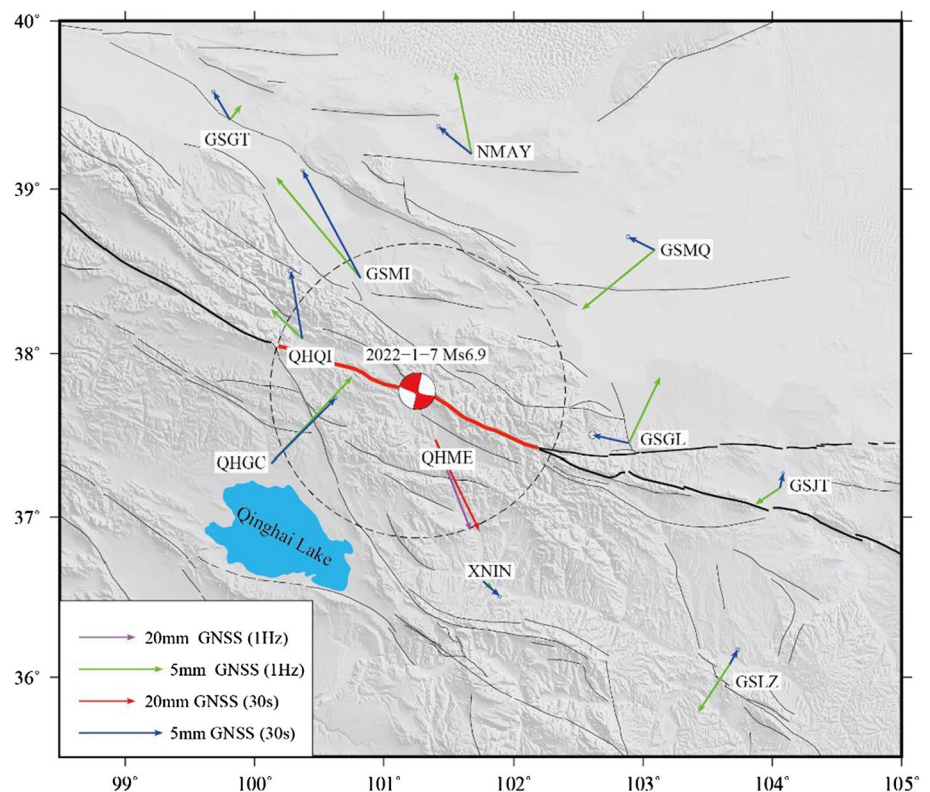 40°
39°
38°
37°
36°
GSGT
NMAY
GSMQ
GSMI
2022-1-7 Ms6.9
QHQI
GSGL
QHME
QHGC
GSJT
Qinghai Lake
XNIN
GSLZ
20mm GNSS (1Hz)
5mm GNSS (1Hz)
20mm GNSS (30s)
5mm GNSS (30s)
99° 100° 101° 102° 103° 104° 105°